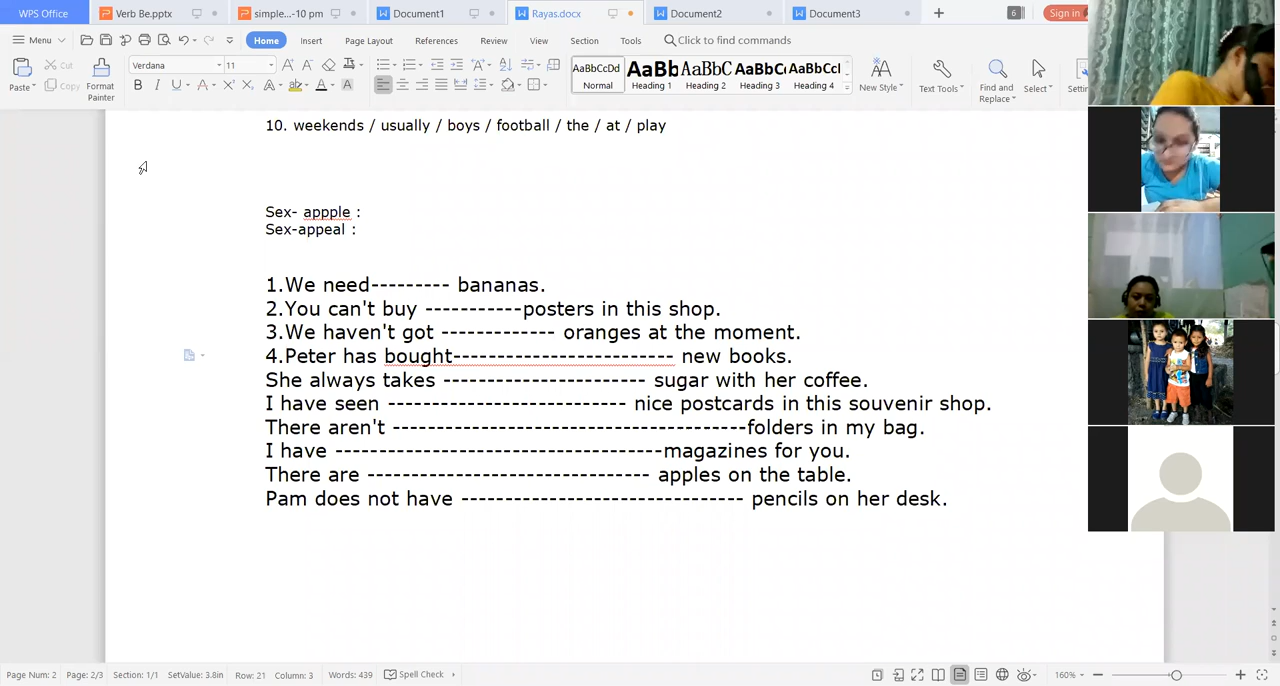 WPS Office Verb Be.pptx simple...-10 pm Document1 Rayas.docx Document2 Document3 + 6 Sign in
Menu Home Insert Page Layout References Review View Section Tools Click to find commands
Paste Cut Copy Format Painter Verdana 11 AaBbCcDd Normal AaBb Heading 1 AaBbC Heading 2 AaBbC Heading 3 AaBbCcl Heading 4 New Style Text Tools Find and Replace Select
10. weekends / usually / boys / football / the / at / play
Sex- appple :
Sex-appeal :
1.We need--------- bananas.
2.You can't buy -----------posters in this shop.
3.We haven't got ------------- oranges at the moment.
4.Peter has bought------------------------- new books.
She always takes ----------------------- sugar with her coffee.
I have seen --------------------------- nice postcards in this souvenir shop.
There aren't ----------------------------------------folders in my bag.
I have -------------------------------------magazines for you.
There are -------------------------------- apples on the table.
Pam does not have -------------------------------- pencils on her desk.
Page Num: 2 Page: 2/3 Section: 1/1 SetValue: 3.8in Row: 21 Column: 3 Words: 439 Spell Check 160%